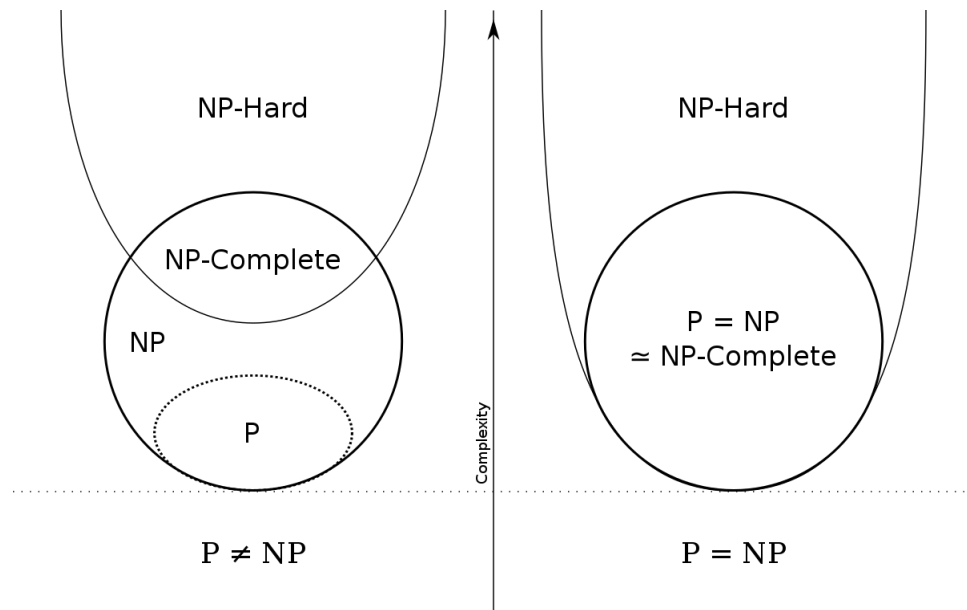 NP-Hard
NP-Complete
NP
P
P ≠ NP
Complexity
NP-Hard
P = NP
≃ NP-Complete
P = NP